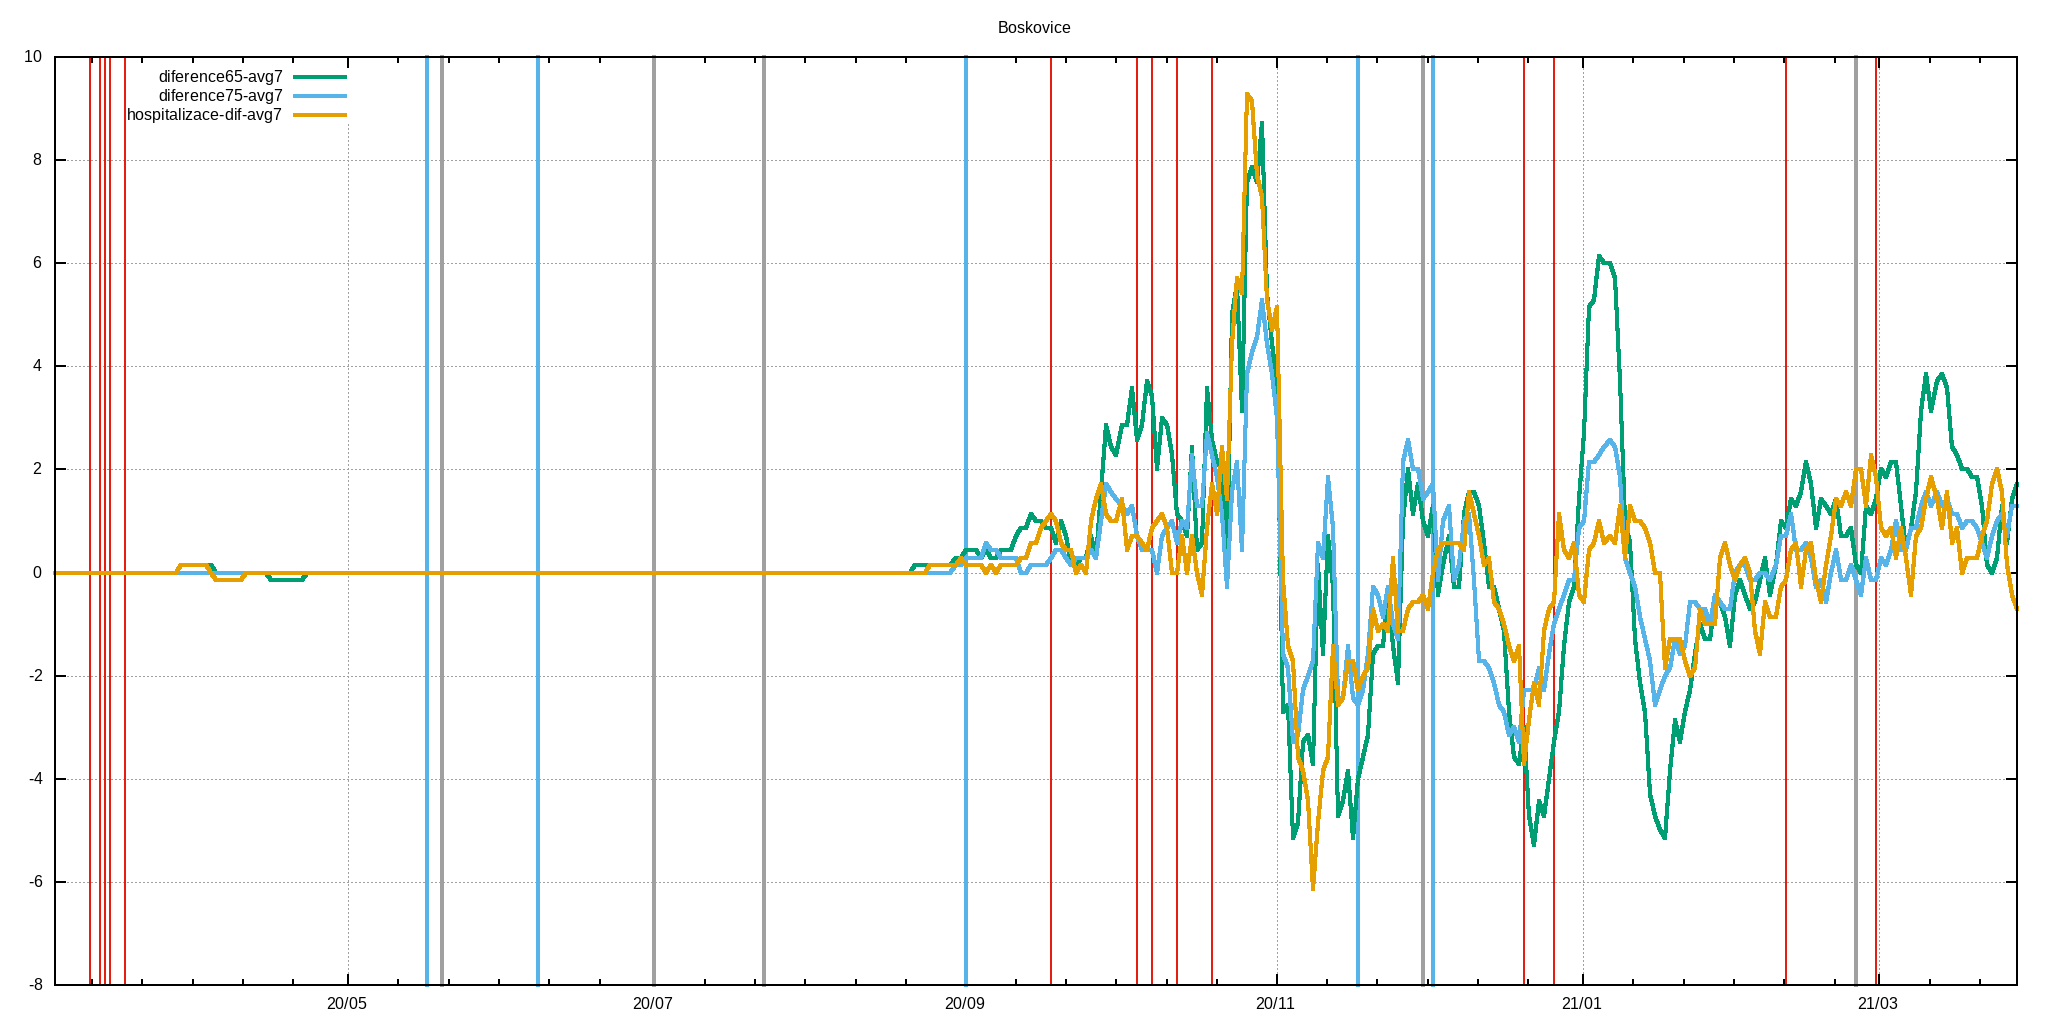 Boskovice
10
diference65-avg7
diference75-avg7
hospitalizace-dif-avg7
8
6
4
2
0
-2
-4
-6
-8
20/05 20/07 20/09 20/11 21/01 21/03